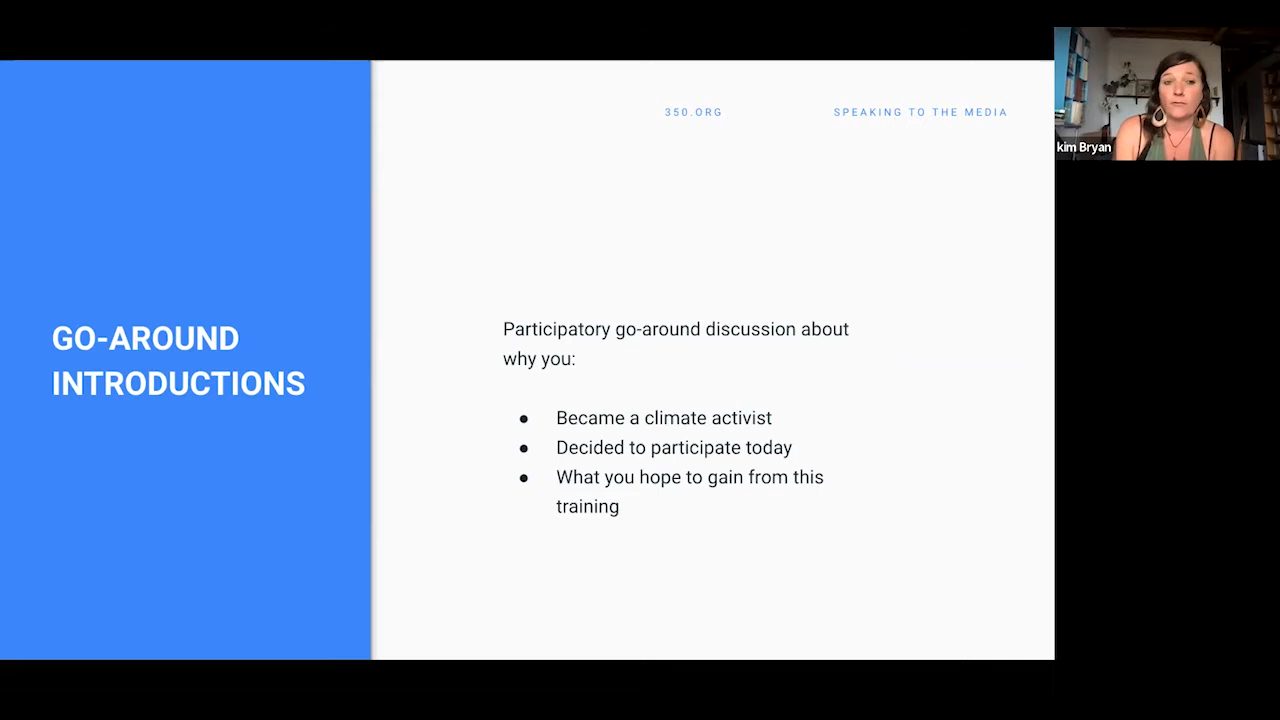 350.ORG
SPEAKING TO THE MEDIA
kim Bryan
GO-AROUND
INTRODUCTIONS
Participatory go-around discussion about
why you:
● Became a climate activist
● Decided to participate today
● What you hope to gain from this
training